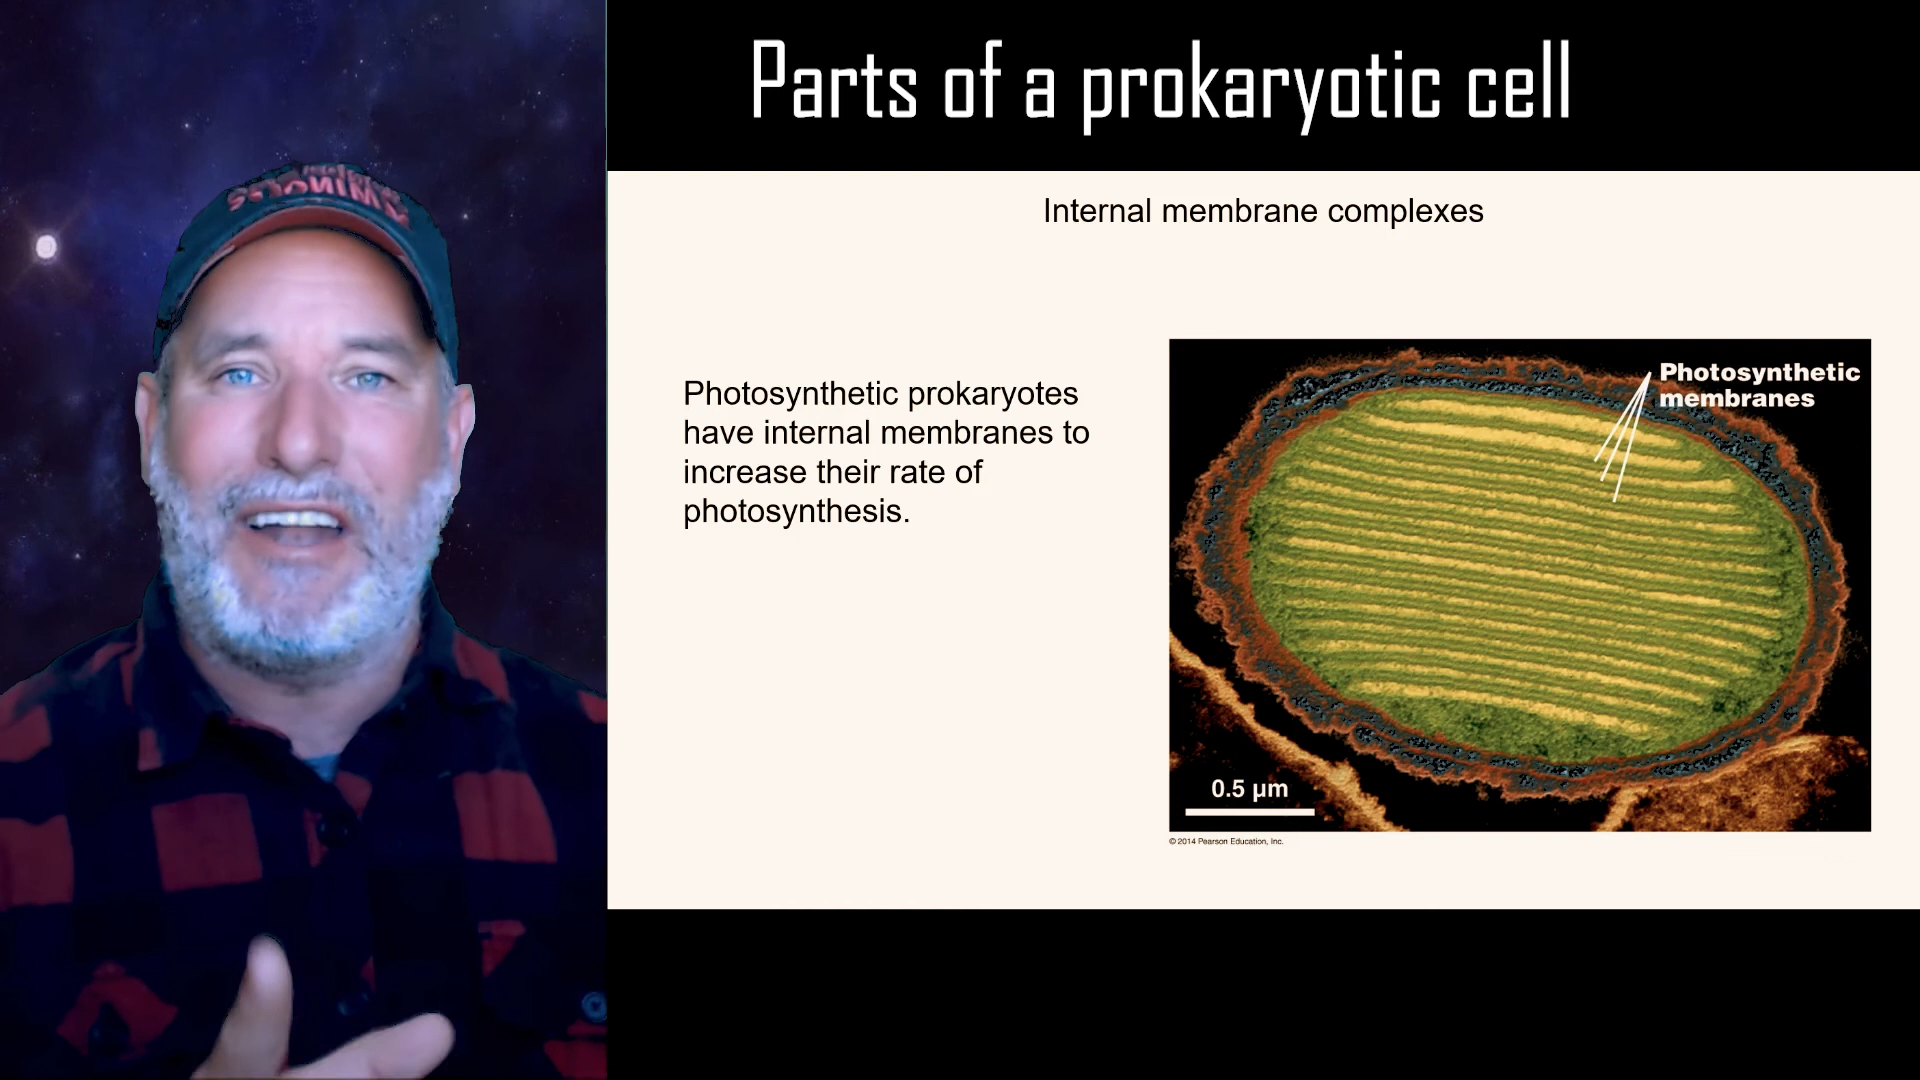 Parts of a prokaryotic cell
Internal membrane complexes
Photosynthetic prokaryotes
have internal membranes to
increase their rate of
photosynthesis.
Photosynthetic
membranes
0.5 µm
© 2014 Pearson Education, Inc.